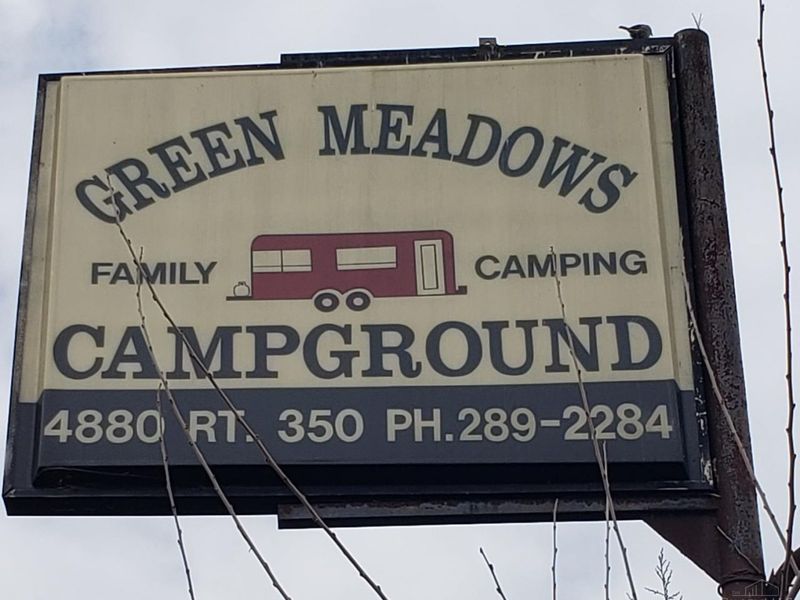 GREEN MEADOWS
FAMILY CAMPING
CAMPGROUND
4880 RT. 350 PH.289-2284